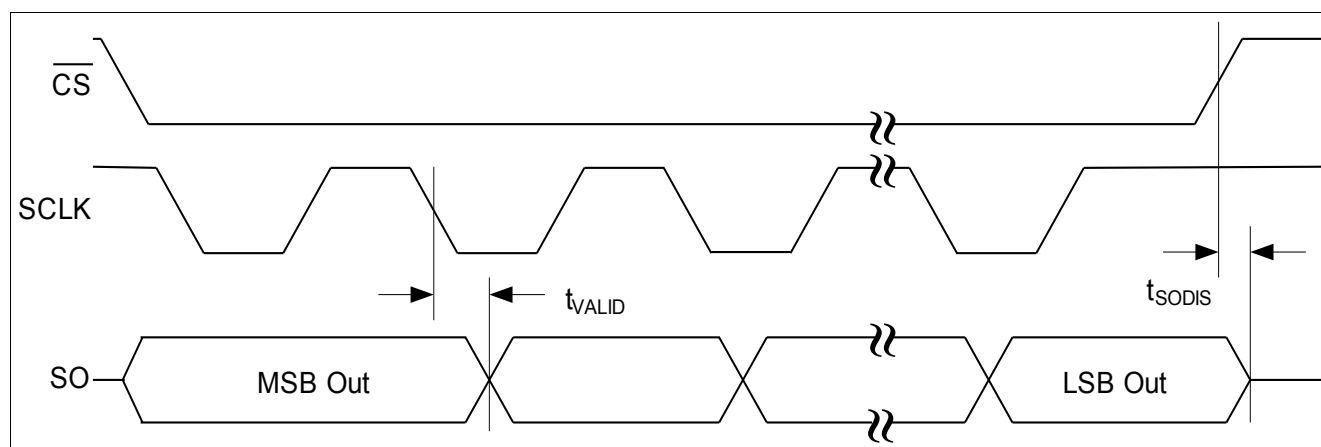 CS
SCLK
tVALID
tSODIS
SO
MSB Out
LSB Out